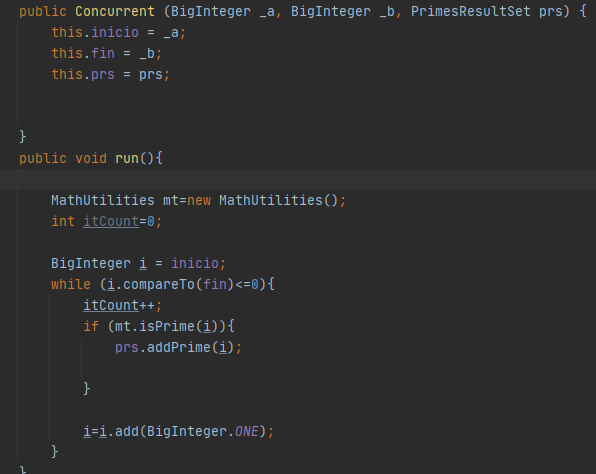 public Concurrent (BigInteger _a, BigInteger _b, PrimesResultSet prs) {
this.inicio = _a;
this.fin = _b;
this.prs = prs;
}
public void run(){
MathUtilities mt=new MathUtilities();
int itCount=0;
BigInteger i = inicio;
while (i.compareTo(fin)<=0){
itCount++;
if (mt.isPrime(i)){
prs.addPrime(i);
}
i=i.add(BigInteger.ONE);
}
}